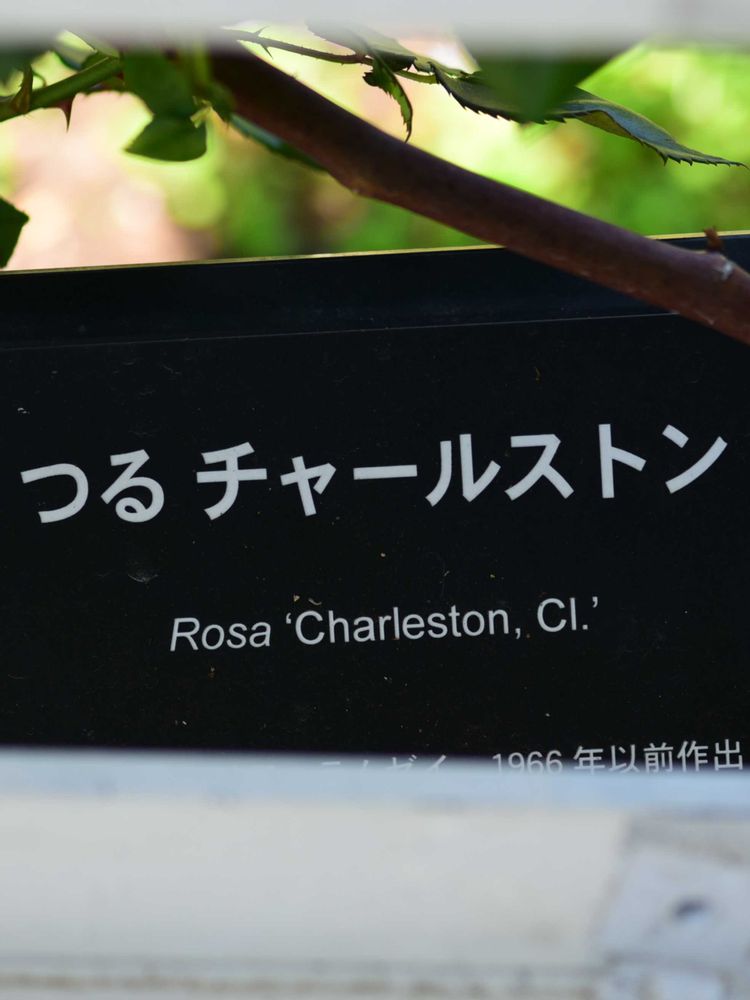 つる チャールストン
Rosa ‘Charleston, Cl.’
1966 年以前作出